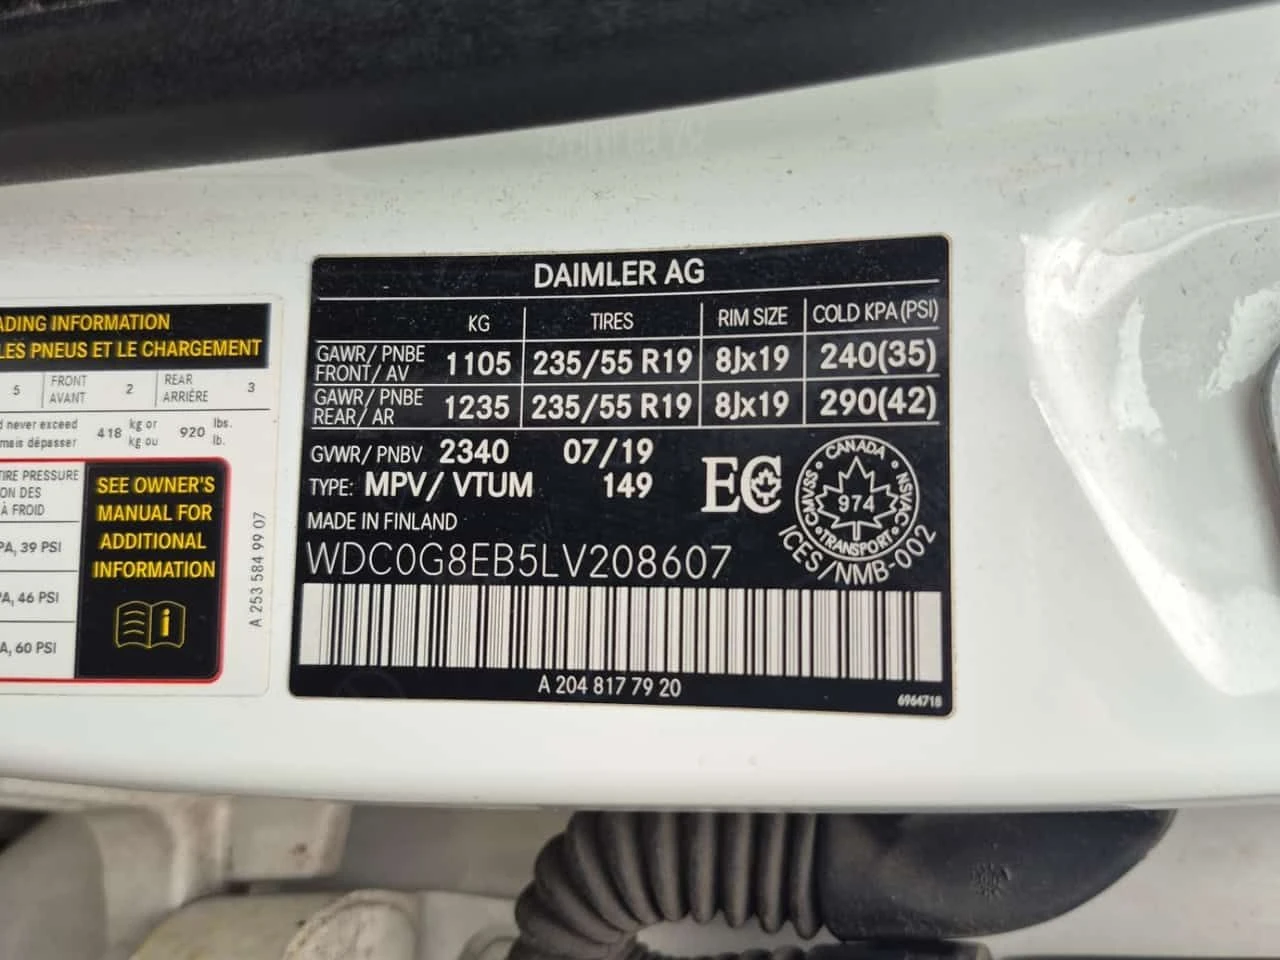 ADING INFORMATION
LES PNEUS ET LE CHARGEMENT
5 FRONT AVANT 2 REAR ARRIÈRE 3
never exceed
mais dépasser
418 kg or kg ou 920 lbs. lb.
TIRE PRESSURE
ON DES
À FROID
PA, 39 PSI
PA, 46 PSI
A, 60 PSI
SEE OWNER'S
MANUAL FOR
ADDITIONAL
INFORMATION
i
A 253 584 99 07
DAIMLER AG
KG TIRES RIM SIZE COLD KPA(PSI)
GAWR/ PNBE FRONT/ AV 1105 235/55 R19 8Jx19 240(35)
GAWR/ PNBE REAR/ AR 1235 235/55 R19 8Jx19 290(42)
GVWR/ PNBV 2340 07/19
TYPE: MPV/ VTUM 149
MADE IN FINLAND
WDC0G8EB5LV208607
EC
CANADA
CMVSS NSVAC
974
TRANSPORT
ICES/NMB-002
A 204 817 79 20
6964718